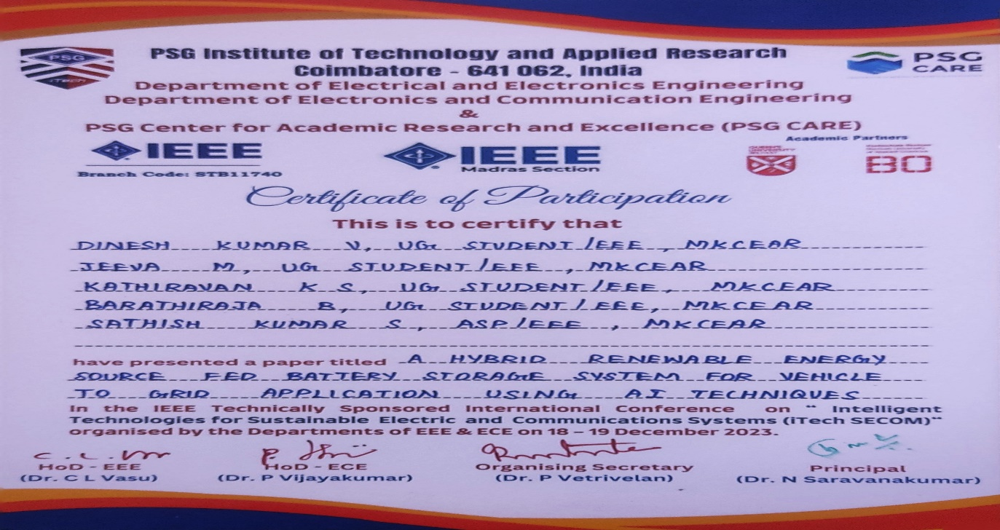 PSG
iTECH
PSG Institute of Technology and Applied Research
Coimbatore - 641 062, India
PSG
CARE
Department of Electrical and Electronics Engineering
Department of Electronics and Communication Engineering
&
PSG Center for Academic Research and Excellence (PSG CARE)
Academic Partners
IEEE
Branch Code: STB11740
IEEE
Madras Section
QUEEN'S
UNIVERSITY
BELFAST
BO
Certificate of Participation
This is to certify that
DINESH KUMAR V, UG STUDENT/EEE, MKCEAR
JEEVA M, UG STUDENT/EEE, MKCEAR
KATHIRAVAN K S, UG STUDENT/EEE, MKCEAR
BARATHIRAJA B, UG STUDENT/EEE, MKCEAR
SATHISH KUMAR S, ASP/EEE, MKCEAR
have presented a paper titled A HYBRID RENEWABLE ENERGY
SOURCE FED BATTERY STORAGE SYSTEM FOR VEHICLE
TO GRID APPLICATION USING AI TECHNIQUES
In the IEEE Technically Sponsored International Conference on " Intelligent
Technologies for Sustainable Electric and Communications Systems (iTech SECOM)"
organised by the Departments of EEE & ECE on 18 – 19 December 2023.
HoD - EEE
(Dr. C L Vasu)
HoD - ECE
(Dr. P Vijayakumar)
Organising Secretary
(Dr. P Vetrivelan)
Principal
(Dr. N Saravanakumar)